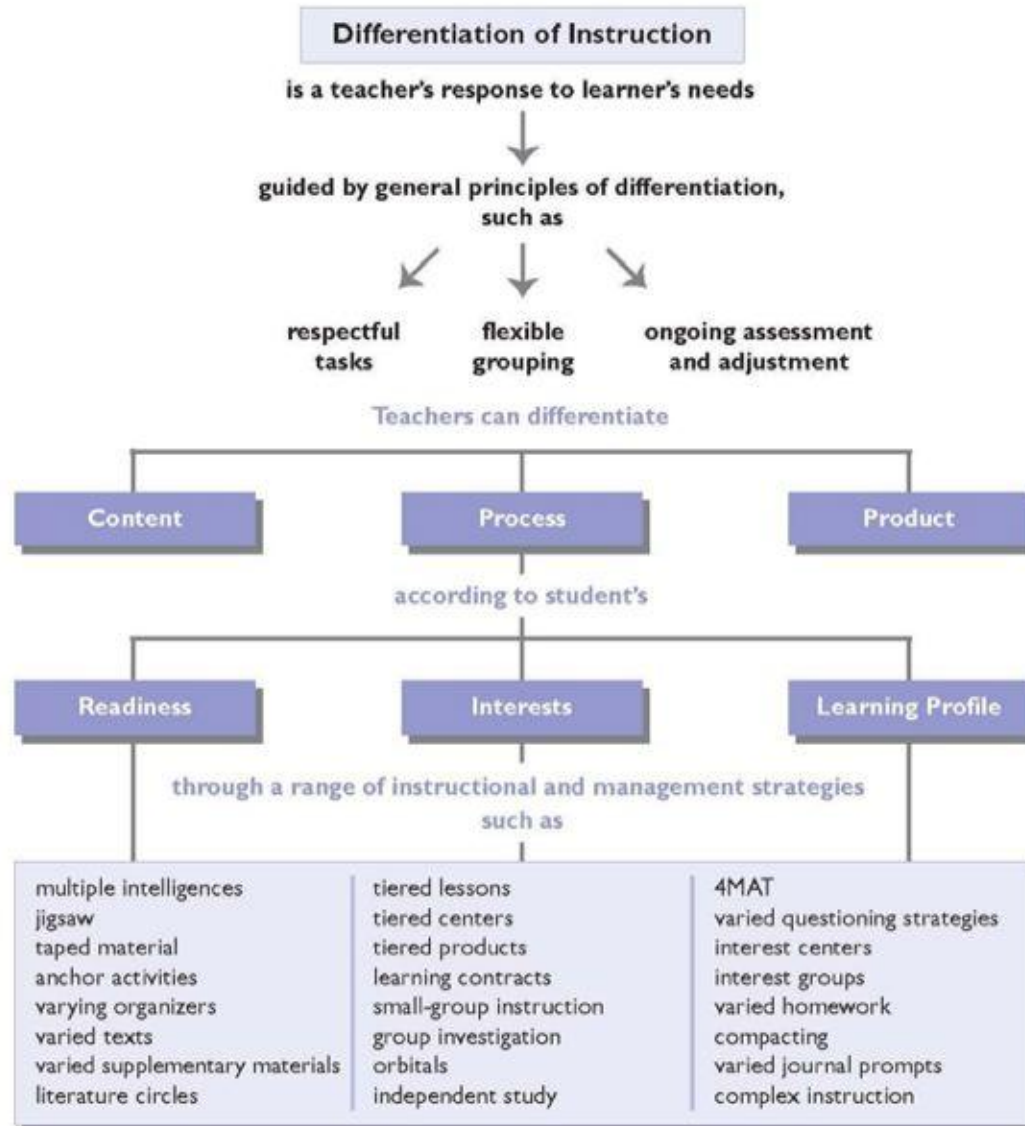 Differentiation of Instruction
is a teacher's response to learner's needs
guided by general principles of differentiation,
such as
respectful
tasks
flexible
grouping
ongoing assessment
and adjustment
Teachers can differentiate
Content
Process
Product
according to student's
Readiness
Interests
Learning Profile
through a range of instructional and management strategies
such as
multiple intelligences
jigsaw
taped material
anchor activities
varying organizers
varied texts
varied supplementary materials
literature circles
tiered lessons
tiered centers
tiered products
learning contracts
small-group instruction
group investigation
orbitals
independent study
4MAT
varied questioning strategies
interest centers
interest groups
varied homework
compacting
varied journal prompts
complex instruction